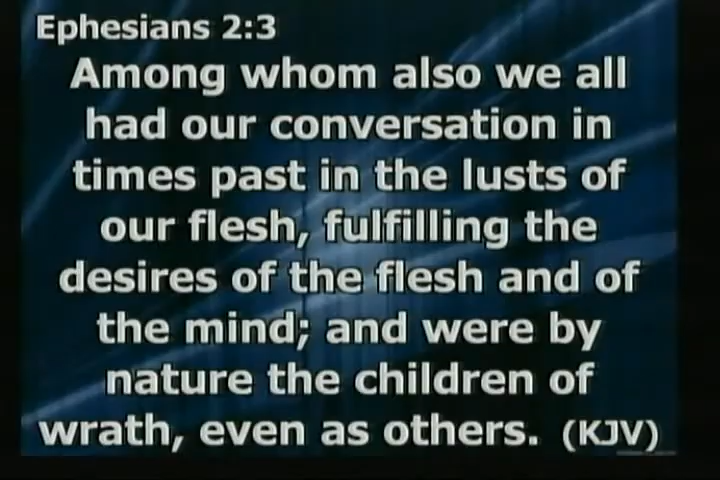 Ephesians 2:3
Among whom also we all
had our conversation in
times past in the lusts of
our flesh, fulfilling the
desires of the flesh and of
the mind; and were by
nature the children of
wrath, even as others. (KJV)